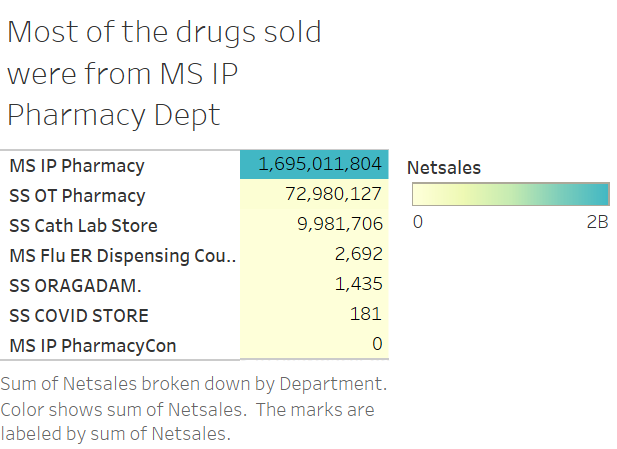 Most of the drugs sold
were from MS IP
Pharmacy Dept
MS IP Pharmacy 1,695,011,804
SS OT Pharmacy 72,980,127
SS Cath Lab Store 9,981,706
MS Flu ER Dispensing Cou.. 2,692
SS ORAGADAM. 1,435
SS COVID STORE 181
MS IP PharmacyCon 0
Netsales
0 2B
Sum of Netsales broken down by Department.
Color shows sum of Netsales. The marks are
labeled by sum of Netsales.